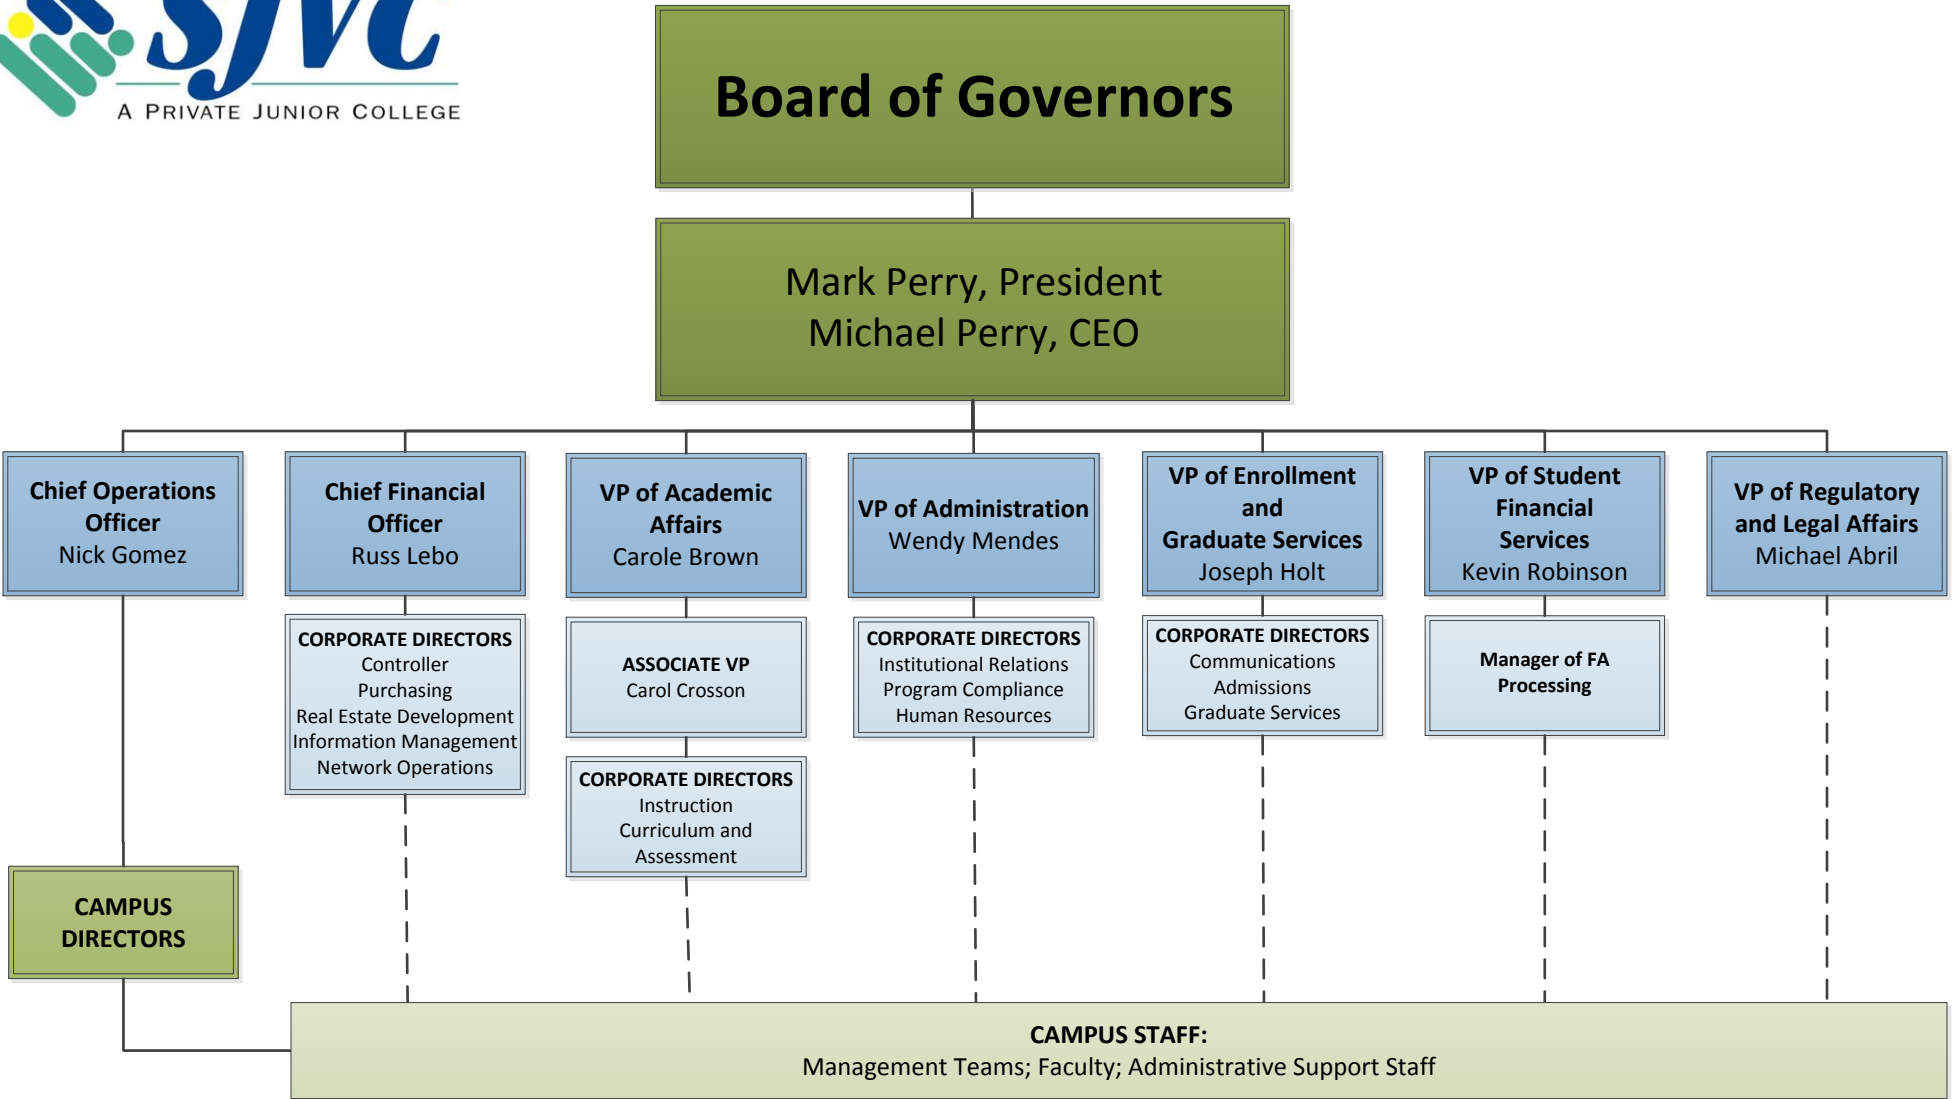 sjvc
A PRIVATE JUNIOR COLLEGE
Board of Governors
Mark Perry, President
Michael Perry, CEO
Chief Operations
Officer
Nick Gomez
Chief Financial
Officer
Russ Lebo
VP of Academic
Affairs
Carole Brown
VP of Administration
Wendy Mendes
VP of Enrollment
and
Graduate Services
Joseph Holt
VP of Student
Financial
Services
Kevin Robinson
VP of Regulatory
and Legal Affairs
Michael Abril
CORPORATE DIRECTORS
Controller
Purchasing
Real Estate Development
Information Management
Network Operations
ASSOCIATE VP
Carol Crosson
CORPORATE DIRECTORS
Instruction
Curriculum and
Assessment
CORPORATE DIRECTORS
Institutional Relations
Program Compliance
Human Resources
CORPORATE DIRECTORS
Communications
Admissions
Graduate Services
Manager of FA
Processing
CAMPUS
DIRECTORS
CAMPUS STAFF:
Management Teams; Faculty; Administrative Support Staff